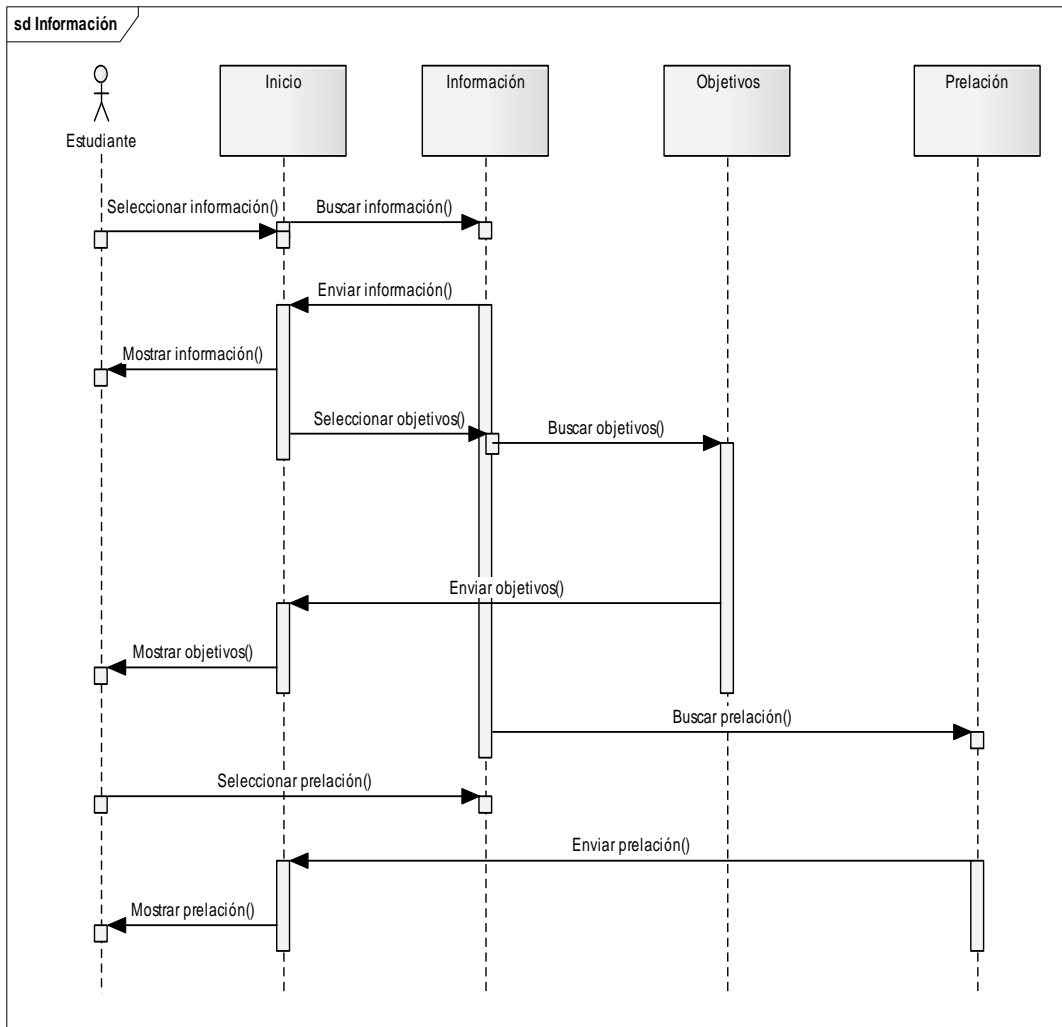 sd Información
Estudiante
Inicio
Información
Objetivos
Prelación
Seleccionar información()
Buscar información()
Enviar información()
Mostrar información()
Seleccionar objetivos()
Buscar objetivos()
Enviar objetivos()
Mostrar objetivos()
Buscar prelación()
Seleccionar prelación()
Enviar prelación()
Mostrar prelación()